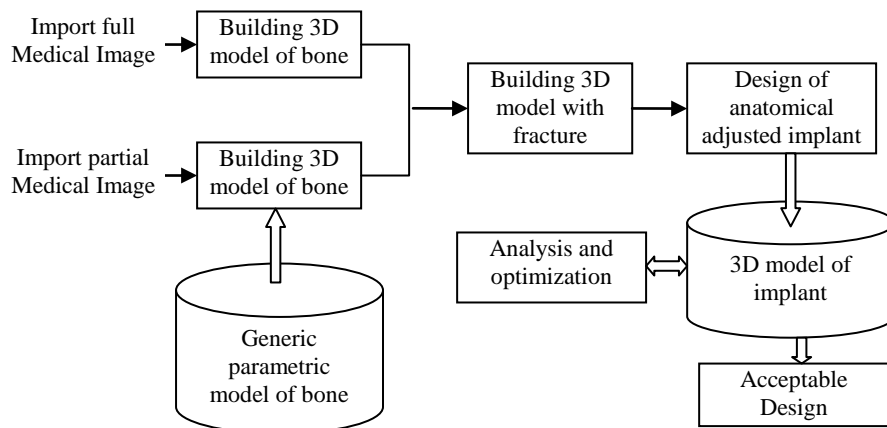 Import full
Medical Image
Building 3D
model of bone
Import partial
Medical Image
Building 3D
model of bone
Generic
parametric
model of bone
Building 3D
model with
fracture
Design of
anatomical
adjusted implant
Analysis and
optimization
3D model of
implant
Acceptable
Design